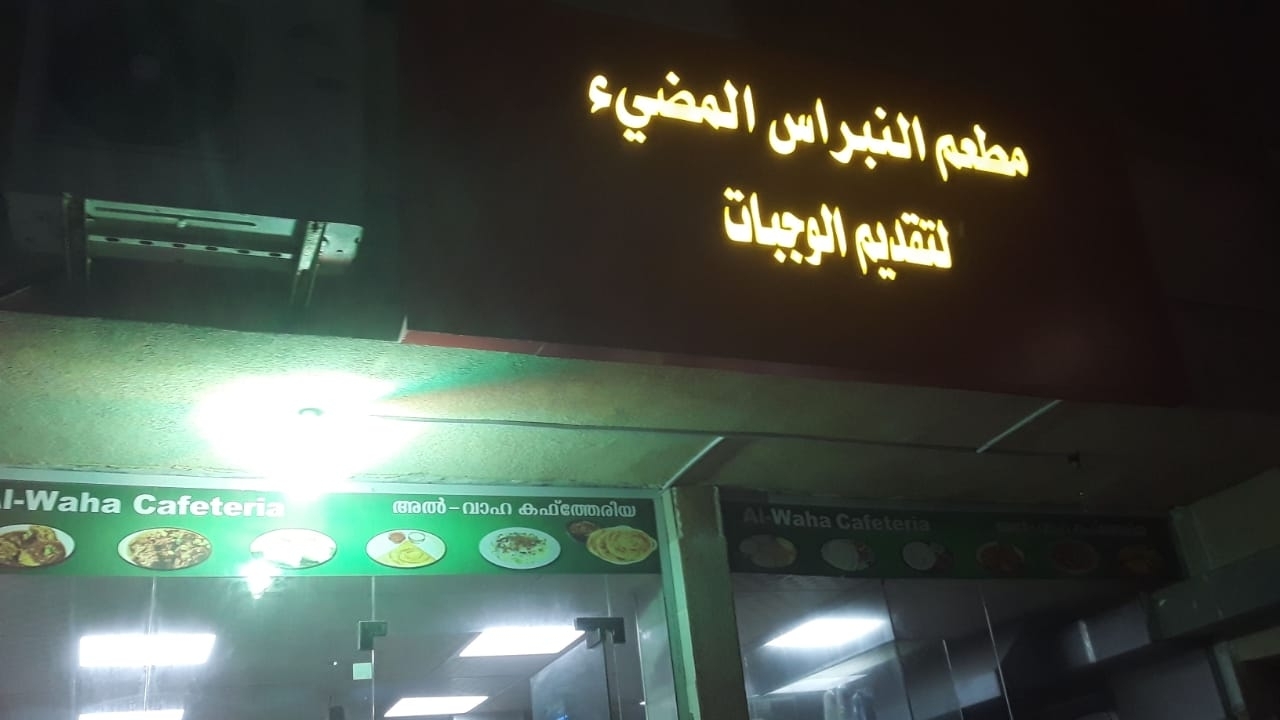 مطعم النبراس المضيء
لتقديم الوجبات
Al-Waha Cafeteria
അൽ-വാഹ കഫ്ത്തേരിയ
Al-Waha Cafeteria